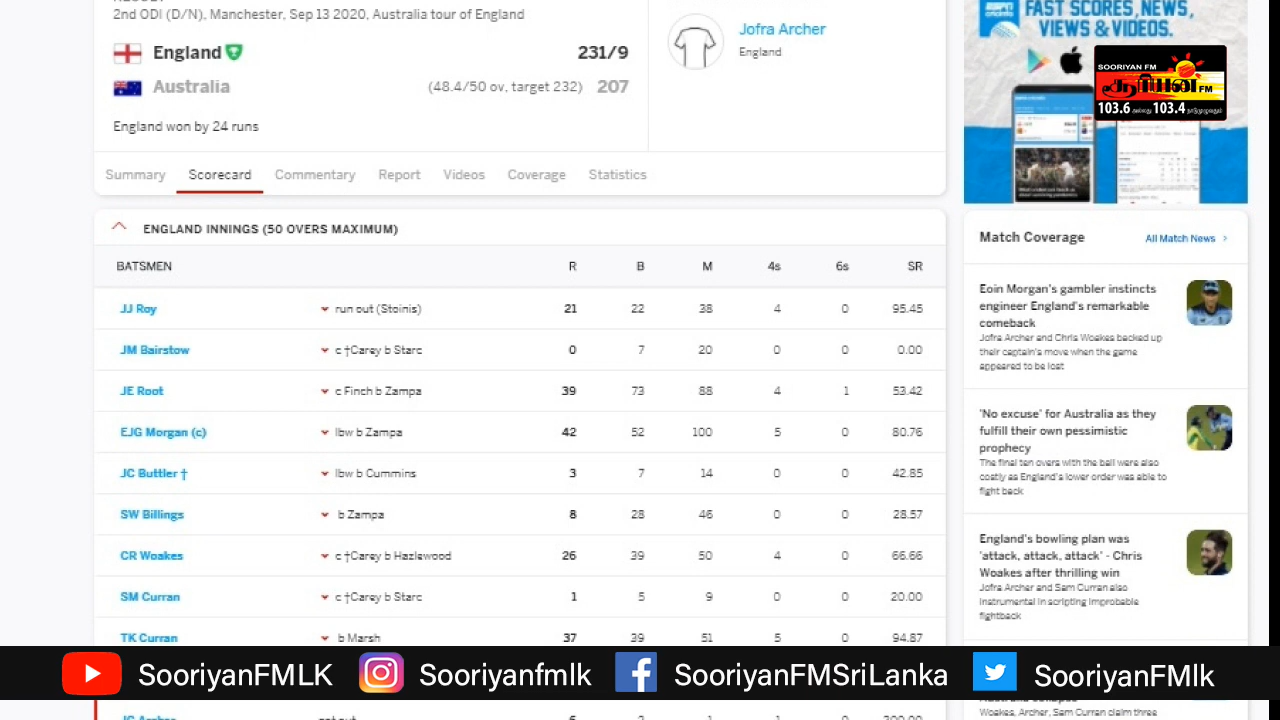 2nd ODI (D/N), Manchester, Sep 13 2020, Australia tour of England
England 231/9
Australia (48.4/50 ov, target 232) 207
England won by 24 runs
Jofra Archer
England
Summary Scorecard Commentary Report Videos Coverage Statistics
ENGLAND INNINGS (50 OVERS MAXIMUM)
BATSMEN R B M 4s 6s SR
JJ Roy run out (Stoinis) 21 22 38 4 0 95.45
JM Bairstow c †Carey b Starc 0 7 20 0 0 0.00
JE Root c Finch b Zampa 39 73 88 4 1 53.42
EJG Morgan (c) lbw b Zampa 42 52 100 5 0 80.76
JC Buttler † lbw b Cummins 3 7 14 0 0 42.85
SW Billings b Zampa 8 28 46 0 0 28.57
CR Woakes c †Carey b Hazlewood 26 39 50 4 0 66.66
SM Curran c †Carey b Starc 1 5 9 0 0 20.00
TK Curran b Marsh 37 39 51 5 0 94.87
FAST SCORES, NEWS,
VIEWS & VIDEOS.
SOORIYAN FM
சூரியன் FM
103.6 103.4
Match Coverage All Match News
Eoin Morgan's gambler instincts
engineer England's remarkable
comeback
Jofra Archer and Chris Woakes backed up
their captain's move when the game
appeared to be lost
'No excuse' for Australia as they
fulfill their own pessimistic
prophecy
The final ten overs with the ball were also
costly as England's lower order was able to
fight back
England's bowling plan was
'attack, attack, attack' - Chris
Woakes after thrilling win
Jofra Archer and Sam Curran also
instrumental in scripting improbable
fightback
Woakes, Archer, Sam Curran claim three
SooriyanFMLK Sooriyanfmlk SooriyanFMSriLanka SooriyanFMlk